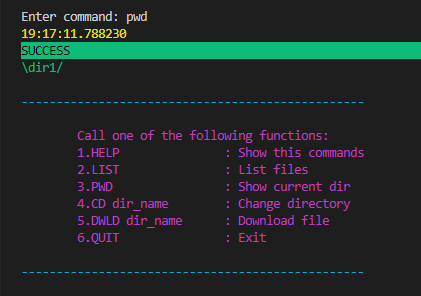 Enter command: pwd
19:17:11.788230
SUCCESS
\dir1/
-------------------------------------------------
Call one of the following functions:
1.HELP : Show this commands
2.LIST : List files
3.PWD : Show current dir
4.CD dir_name : Change directory
5.DWLD dir_name : Download file
6.QUIT : Exit
-------------------------------------------------